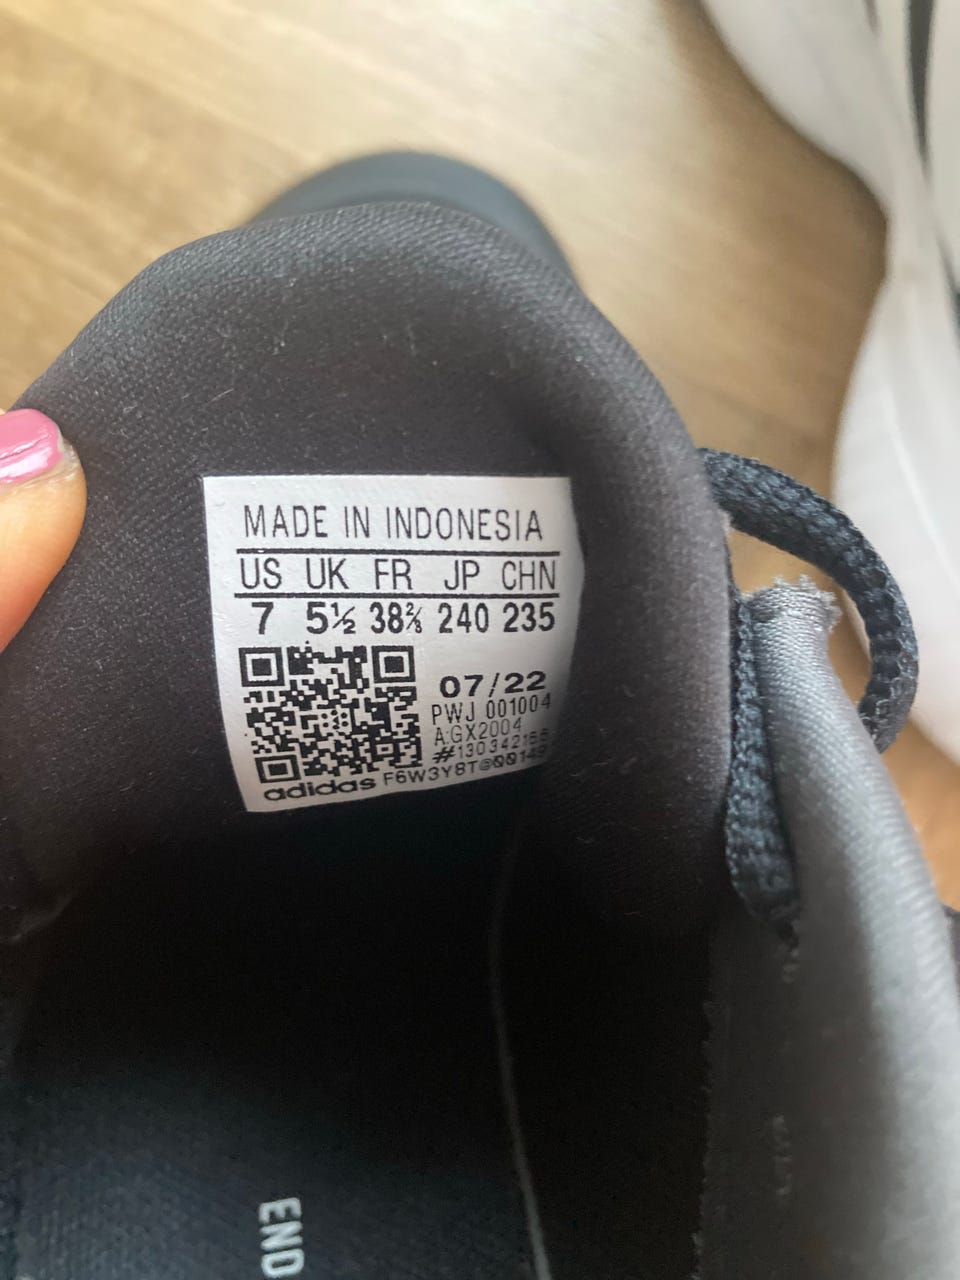 MADE IN INDONESIA
US UK FR JP CHN
7 5½ 38⅔ 240 235
07/22
PWJ 001004
A:GX2004
adidas
END